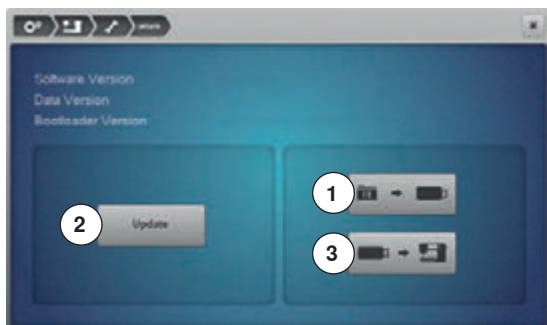 Software Version
Data Version
Bootloader Version
1
2
Update
3